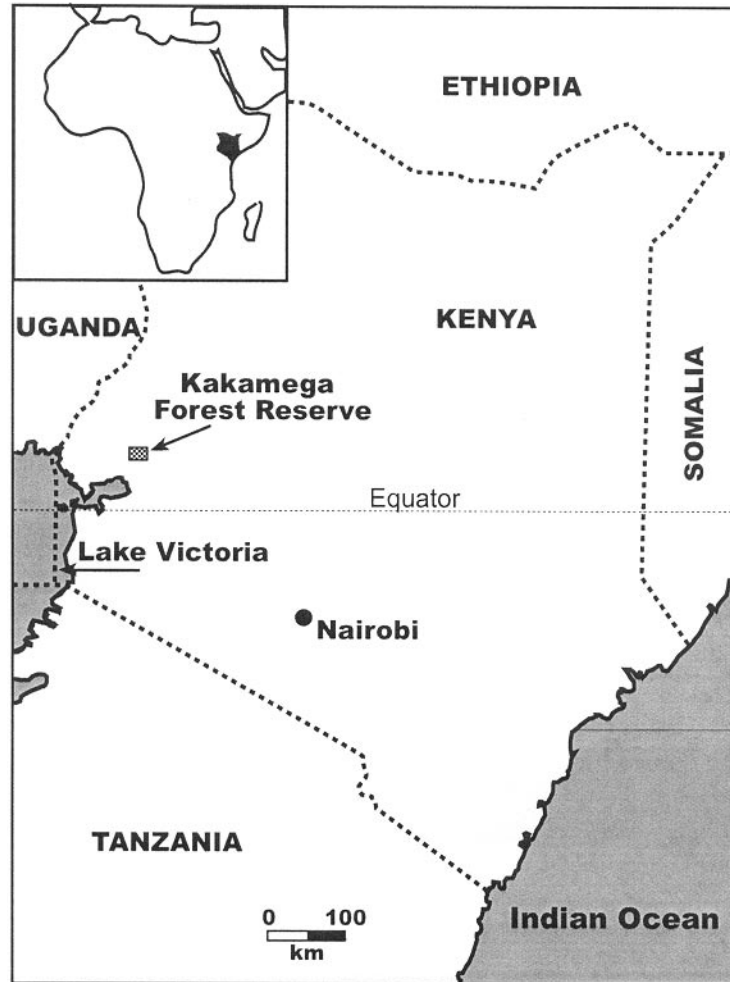 ETHIOPIA
UGANDA
KENYA
SOMALIA
Kakamega
Forest Reserve
Equator
Lake Victoria
Nairobi
TANZANIA
0 100
km
Indian Ocean